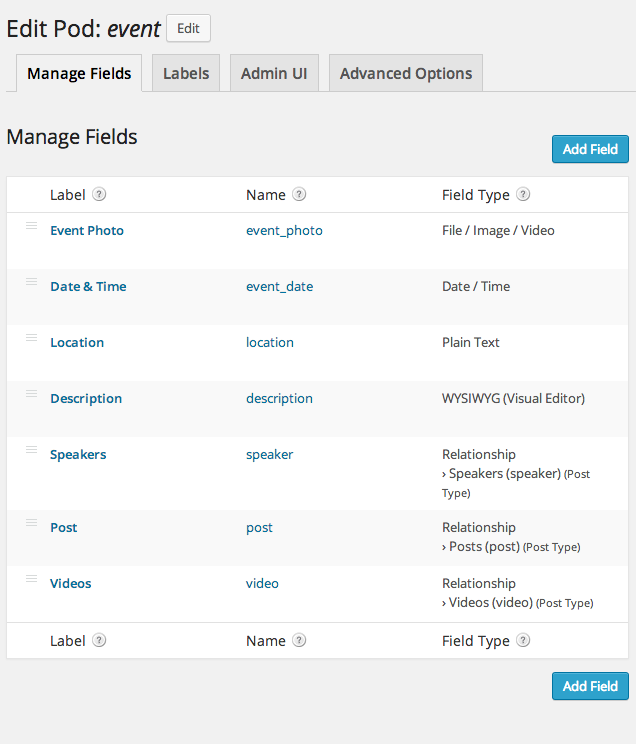 Edit Pod: event Edit
Manage Fields Labels Admin UI Advanced Options
Manage Fields
Add Field
Label ? Name ? Field Type ?
Event Photo event_photo File / Image / Video
Date & Time event_date Date / Time
Location location Plain Text
Description description WYSIWYG (Visual Editor)
Speakers speaker Relationship
› Speakers (speaker) (Post
Type)
Post post Relationship
› Posts (post) (Post Type)
Videos video Relationship
› Videos (video) (Post Type)
Label ? Name ? Field Type ?
Add Field